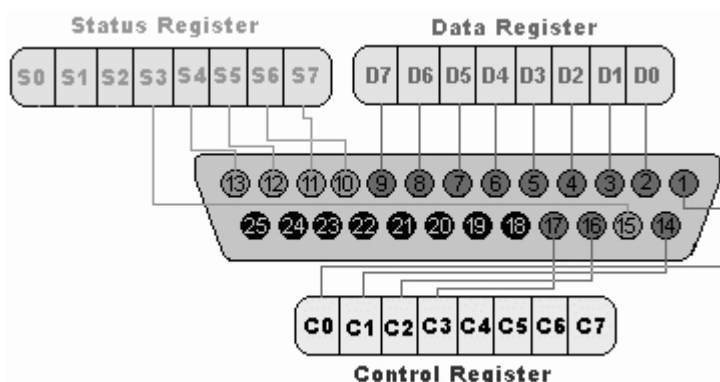 Status Register
Data Register
S0 S1 S2 S3 S4 S5 S6 S7
D7 D6 D5 D4 D3 D2 D1 D0
13 12 11 10 9 8 7 6 5 4 3 2 1
25 24 23 22 21 20 19 18 17 16 15 14
C0 C1 C2 C3 C4 C5 C6 C7
Control Register